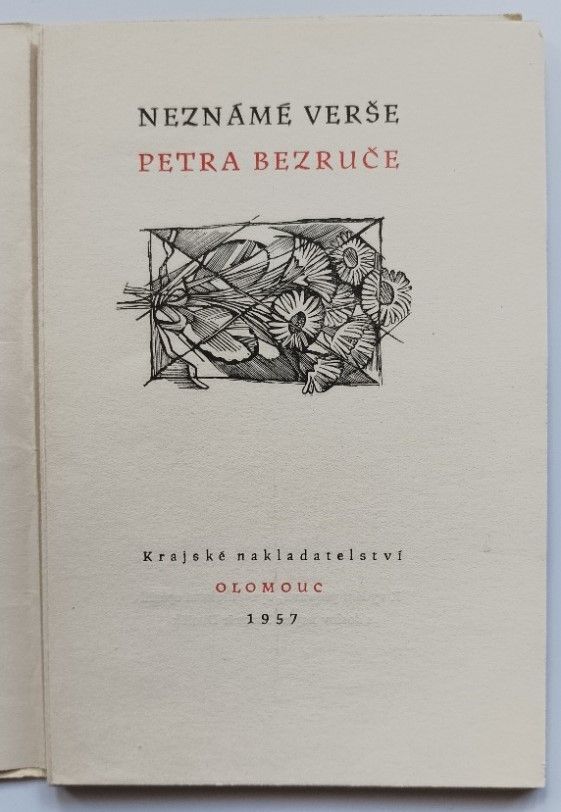 NEZNÁMÉ VERŠE
PETRA BEZRUČE
Krajské nakladatelství
OLOMOUC
1957